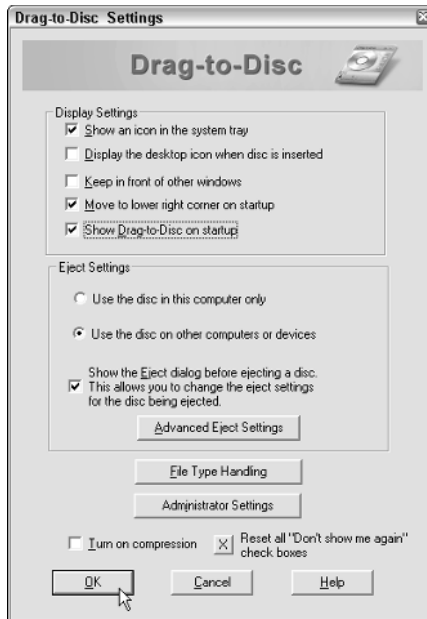 Drag-to-Disc Settings
Drag-to-Disc
Display Settings
Show an icon in the system tray
Display the desktop icon when disc is inserted
Keep in front of other windows
Move to lower right corner on startup
Show Drag-to-Disc on startup
Eject Settings
Use the disc in this computer only
Use the disc on other computers or devices
Show the Eject dialog before ejecting a disc.
This allows you to change the eject settings
for the disc being ejected.
Advanced Eject Settings
File Type Handling
Administrator Settings
Turn on compression
X
Reset all "Don't show me again"
check boxes
OK
Cancel
Help